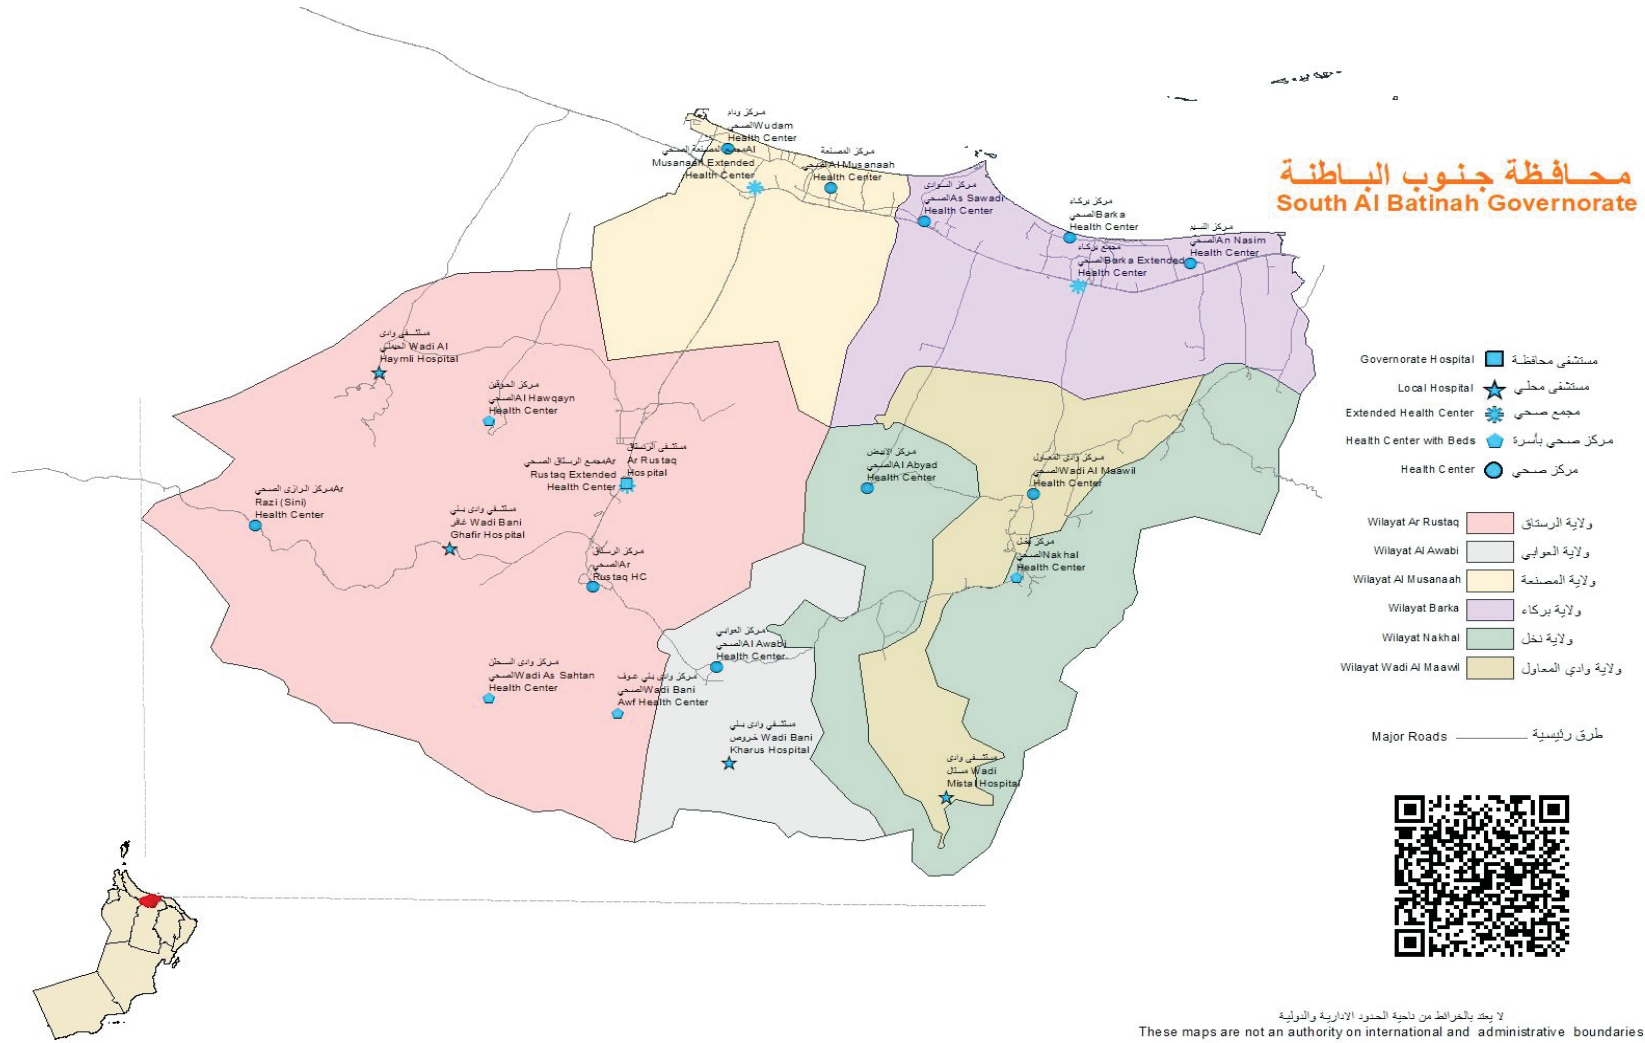 محافظة جنوب الباطنة
South Al Batinah Governorate
مركز ودام
الصحي Wudam
Health Center
مجمع المصنعة الصحي Al
Musanaah Extended
Health Center
مركز المصنعة
الصحي Al Musanaah
Health Center
مركز السوادي
الصحي As Sawadi
Health Center
مركز بركاء
الصحي Barka
Health Center
مركز النسيم
الصحي An Nasim
Health Center
مجمع بركاء
الصحي Barka Extended
Health Center
مستشفى وادي
الحيملي Wadi Al
Haymli Hospital
مركز الحوقين
الصحي Al Hawqayn
Health Center
مستشفى الرستاق
Ar Rustaq
Hospital
مجمع الرستاق الصحي Ar
Rustaq Extended
Health Center
مركز الابيض
الصحي Al Abyad
Health Center
مركز وادي المعاول
الصحي Wadi Al Maawil
Health Center
مركز الرازي الصحي Ar
Razi (Sini)
Health Center
مستشفى وادي بني
غافر Wadi Bani
Ghafir Hospital
مركز الرستاق
الصحي Ar
Rustaq HC
مركز نخل
الصحي Nakhal
Health Center
مركز العوابي
الصحي Al Awabi
Health Center
مركز وادي السحتن
الصحي Wadi As Sahtan
Health Center
مركز وادي بني عوف
الصحي Wadi Bani
Awf Health Center
مستشفى وادي بني
خروص Wadi Bani
Kharus Hospital
مستشفى وادي
مستال Wadi
Mistal Hospital
Governorate Hospital مستشفى محافظة
Local Hospital مستشفى محلي
Extended Health Center مجمع صحي
Health Center with Beds مركز صحي بأسرة
Health Center مركز صحي
Wilayat Ar Rustaq ولاية الرستاق
Wilayat Al Awabi ولاية العوابي
Wilayat Al Musanaah ولاية المصنعة
Wilayat Barka ولاية بركاء
Wilayat Nakhal ولاية نخل
Wilayat Wadi Al Maawil ولاية وادي المعاول
Major Roads طرق رئيسية
لا يعتد بالخرائط من ناحية الحدود الادارية والدولية
These maps are not an authority on international and administrative boundaries